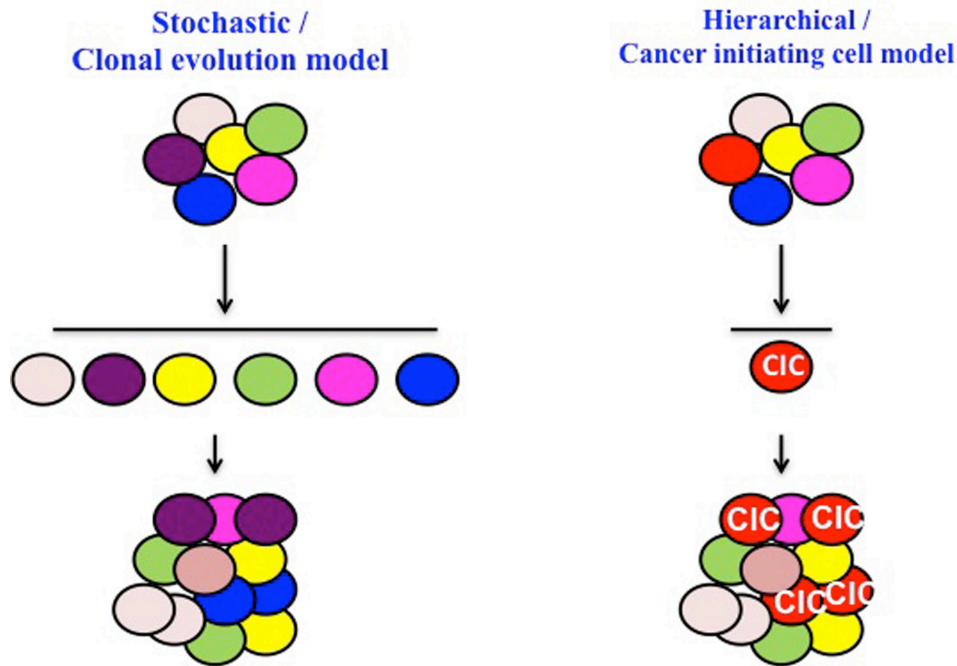 Stochastic /
Clonal evolution model
Hierarchical /
Cancer initiating cell model
CIC
CIC
CIC
CIC
CIC